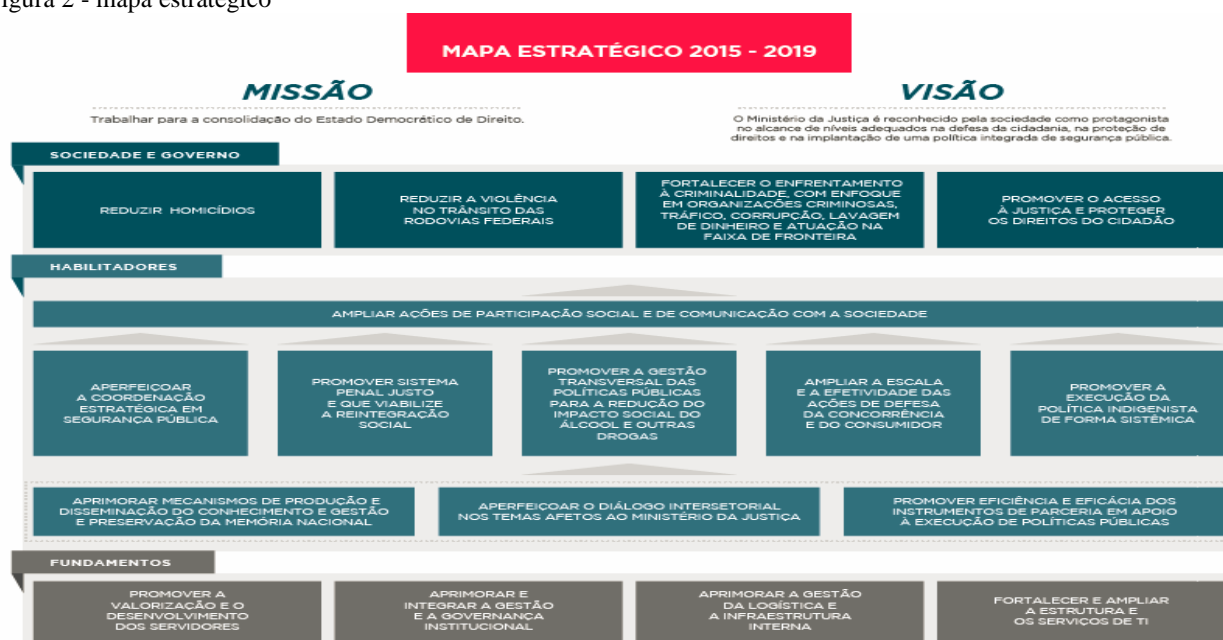 igura 2 - mapa estratégico
MAPA ESTRATÉGICO 2015 - 2019
MISSÃO
Trabalhar para a consolidação do Estado Democrático de Direito.
VISÃO
O Ministério da Justiça é reconhecido pela sociedade como protagonista
no alcance de níveis adequados na defesa da cidadania, na proteção de
direitos e na implantação de uma política integrada de segurança pública.
SOCIEDADE E GOVERNO
REDUZIR HOMICÍDIOS
REDUZIR A VIOLÊNCIA
NO TRÂNSITO DAS
RODOVIAS FEDERAIS
FORTALECER O ENFRENTAMENTO
À CRIMINALIDADE, COM ENFOQUE
EM ORGANIZAÇÕES CRIMINOSAS,
TRÁFICO, CORRUPÇÃO, LAVAGEM
DE DINHEIRO E ATUAÇÃO NA
FAIXA DE FRONTEIRA
PROMOVER O ACESSO
À JUSTIÇA E PROTEGER
OS DIREITOS DO CIDADÃO
HABILITADORES
AMPLIAR AÇÕES DE PARTICIPAÇÃO SOCIAL E DE COMUNICAÇÃO COM A SOCIEDADE
APERFEIÇOAR
A COORDENAÇÃO
ESTRATÉGICA EM
SEGURANÇA PÚBLICA
PROMOVER SISTEMA
PENAL JUSTO
E QUE VIABILIZE
A REINTEGRAÇÃO
SOCIAL
PROMOVER A GESTÃO
TRANSVERSAL DAS
POLÍTICAS PÚBLICAS
PARA A REDUÇÃO DO
IMPACTO SOCIAL DO
ÁLCOOL E OUTRAS
DROGAS
AMPLIAR A ESCALA
E A EFETIVIDADE DAS
AÇÕES DE DEFESA
DA CONCORRÊNCIA
E DO CONSUMIDOR
PROMOVER A
EXECUÇÃO DA
POLÍTICA INDIGENISTA
DE FORMA SISTÊMICA
APRIMORAR MECANISMOS DE PRODUÇÃO E
DISSEMINAÇÃO DO CONHECIMENTO E GESTÃO
E PRESERVAÇÃO DA MEMÓRIA NACIONAL
APERFEIÇOAR O DIÁLOGO INTERSETORIAL
NOS TEMAS AFETOS AO MINISTÉRIO DA JUSTIÇA
PROMOVER EFICIÊNCIA E EFICÁCIA DOS
INSTRUMENTOS DE PARCERIA EM APOIO
À EXECUÇÃO DE POLÍTICAS PÚBLICAS
FUNDAMENTOS
PROMOVER A
VALORIZAÇÃO E O
DESENVOLVIMENTO
DOS SERVIDORES
APRIMORAR E
INTEGRAR A GESTÃO
E A GOVERNANÇA
INSTITUCIONAL
APRIMORAR A GESTÃO
DA LOGÍSTICA E
A INFRAESTRUTURA
INTERNA
FORTALECER E AMPLIAR
A ESTRUTURA E
OS SERVIÇOS DE TI